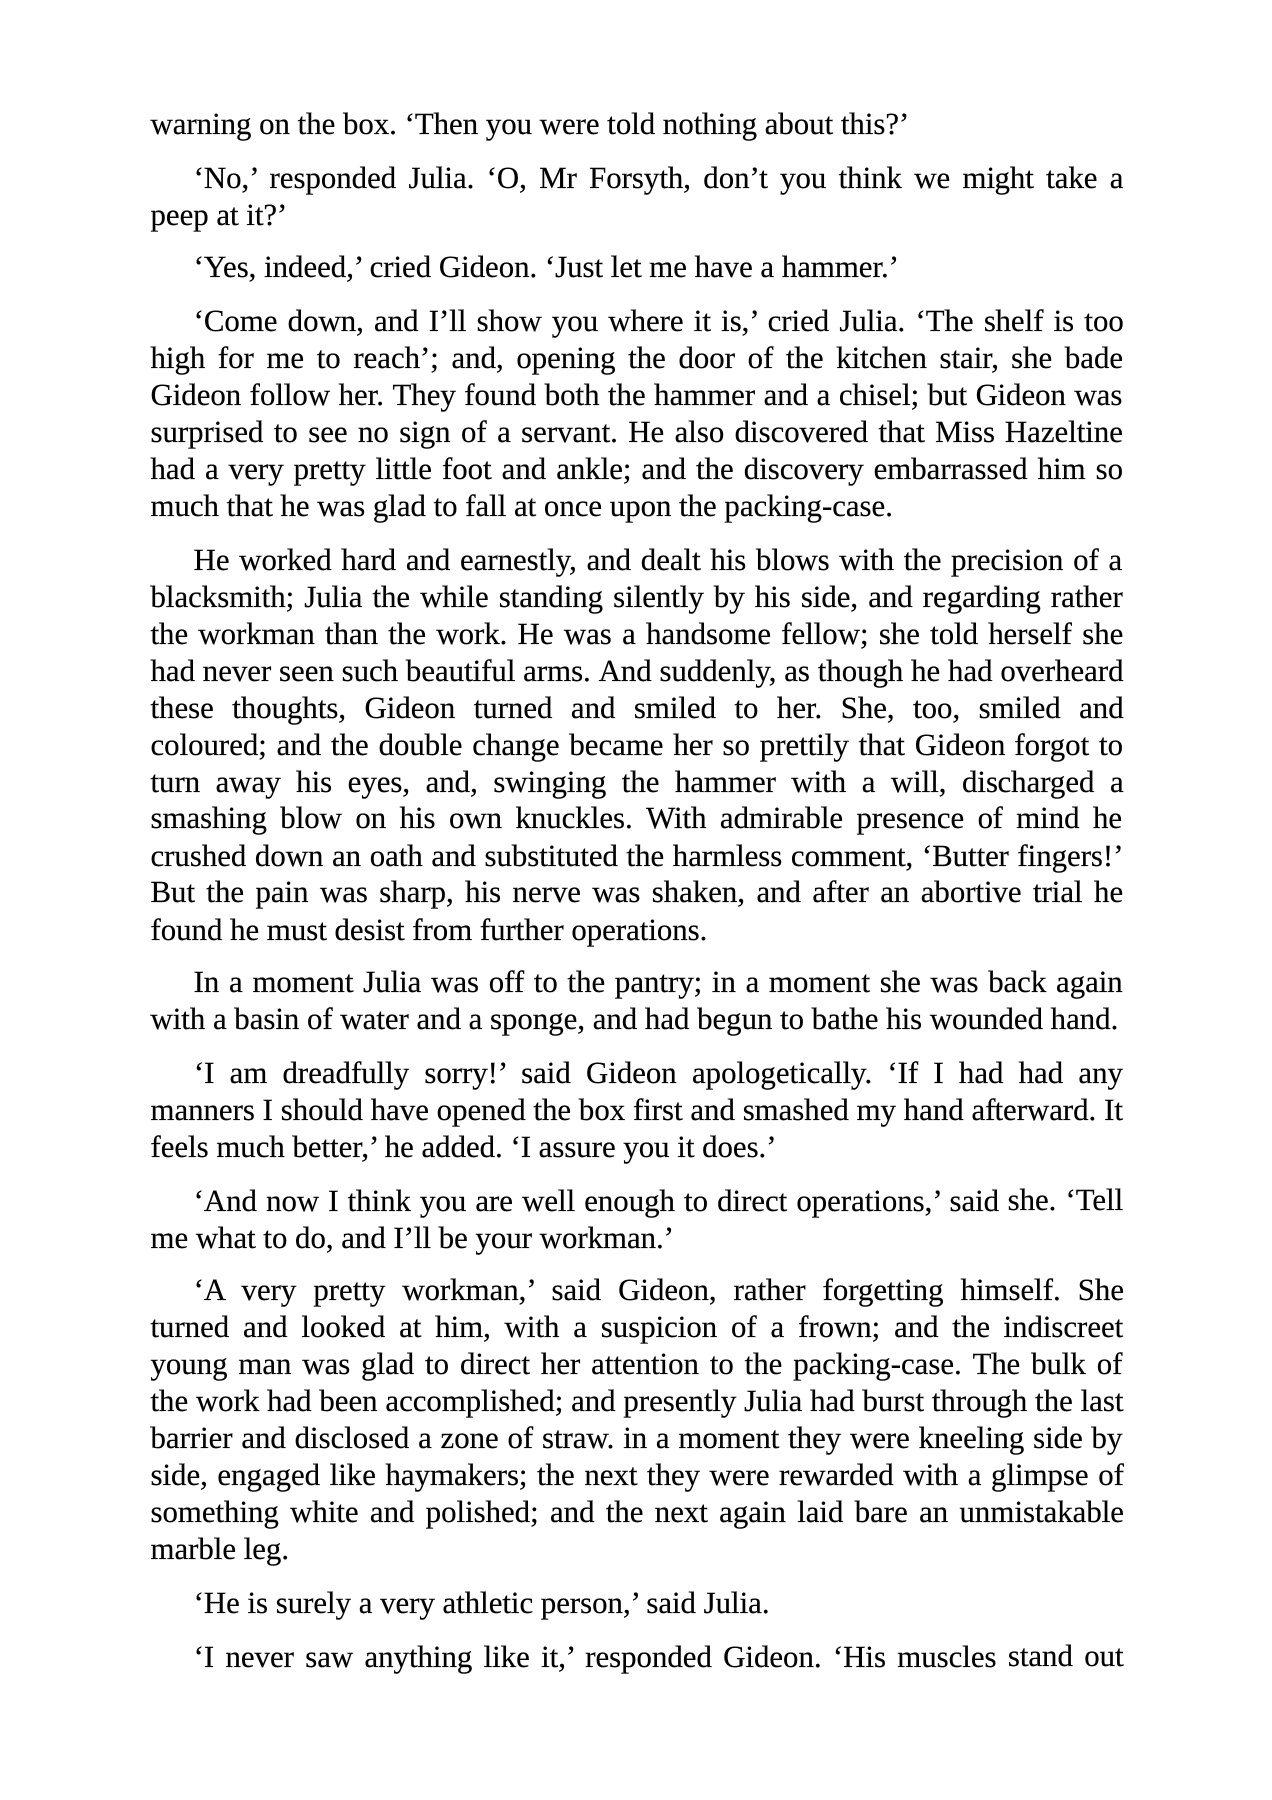 warning on the box. ‘Then you were told nothing about this?’
‘No,’ responded Julia. ‘O, Mr Forsyth, don’t you think we might take a
peep at it?’
‘Yes, indeed,’ cried Gideon. ‘Just let me have a hammer.’
‘Come down, and I’ll show you where it is,’ cried Julia. ‘The shelf is too
high for me to reach’; and, opening the door of the kitchen stair, she bade
Gideon follow her. They found both the hammer and a chisel; but Gideon was
surprised to see no sign of a servant. He also discovered that Miss Hazeltine
had a very pretty little foot and ankle; and the discovery embarrassed him so
much that he was glad to fall at once upon the packing-case.
He worked hard and earnestly, and dealt his blows with the precision of a
blacksmith; Julia the while standing silently by his side, and regarding rather
the workman than the work. He was a handsome fellow; she told herself she
had never seen such beautiful arms. And suddenly, as though he had overheard
these thoughts, Gideon turned and smiled to her. She, too, smiled and
coloured; and the double change became her so prettily that Gideon forgot to
turn away his eyes, and, swinging the hammer with a will, discharged a
smashing blow on his own knuckles. With admirable presence of mind he
crushed down an oath and substituted the harmless comment, ‘Butter fingers!’
But the pain was sharp, his nerve was shaken, and after an abortive trial he
found he must desist from further operations.
In a moment Julia was off to the pantry; in a moment she was back again
with a basin of water and a sponge, and had begun to bathe his wounded hand.
‘I am dreadfully sorry!’ said Gideon apologetically. ‘If I had had any
manners I should have opened the box first and smashed my hand afterward. It
feels much better,’ he added. ‘I assure you it does.’
‘And now I think you are well enough to direct operations,’ said she. ‘Tell
me what to do, and I’ll be your workman.’
‘A very pretty workman,’ said Gideon, rather forgetting himself. She
turned and looked at him, with a suspicion of a frown; and the indiscreet
young man was glad to direct her attention to the packing-case. The bulk of
the work had been accomplished; and presently Julia had burst through the last
barrier and disclosed a zone of straw. in a moment they were kneeling side by
side, engaged like haymakers; the next they were rewarded with a glimpse of
something white and polished; and the next again laid bare an unmistakable
marble leg.
‘He is surely a very athletic person,’ said Julia.
‘I never saw anything like it,’ responded Gideon. ‘His muscles stand out